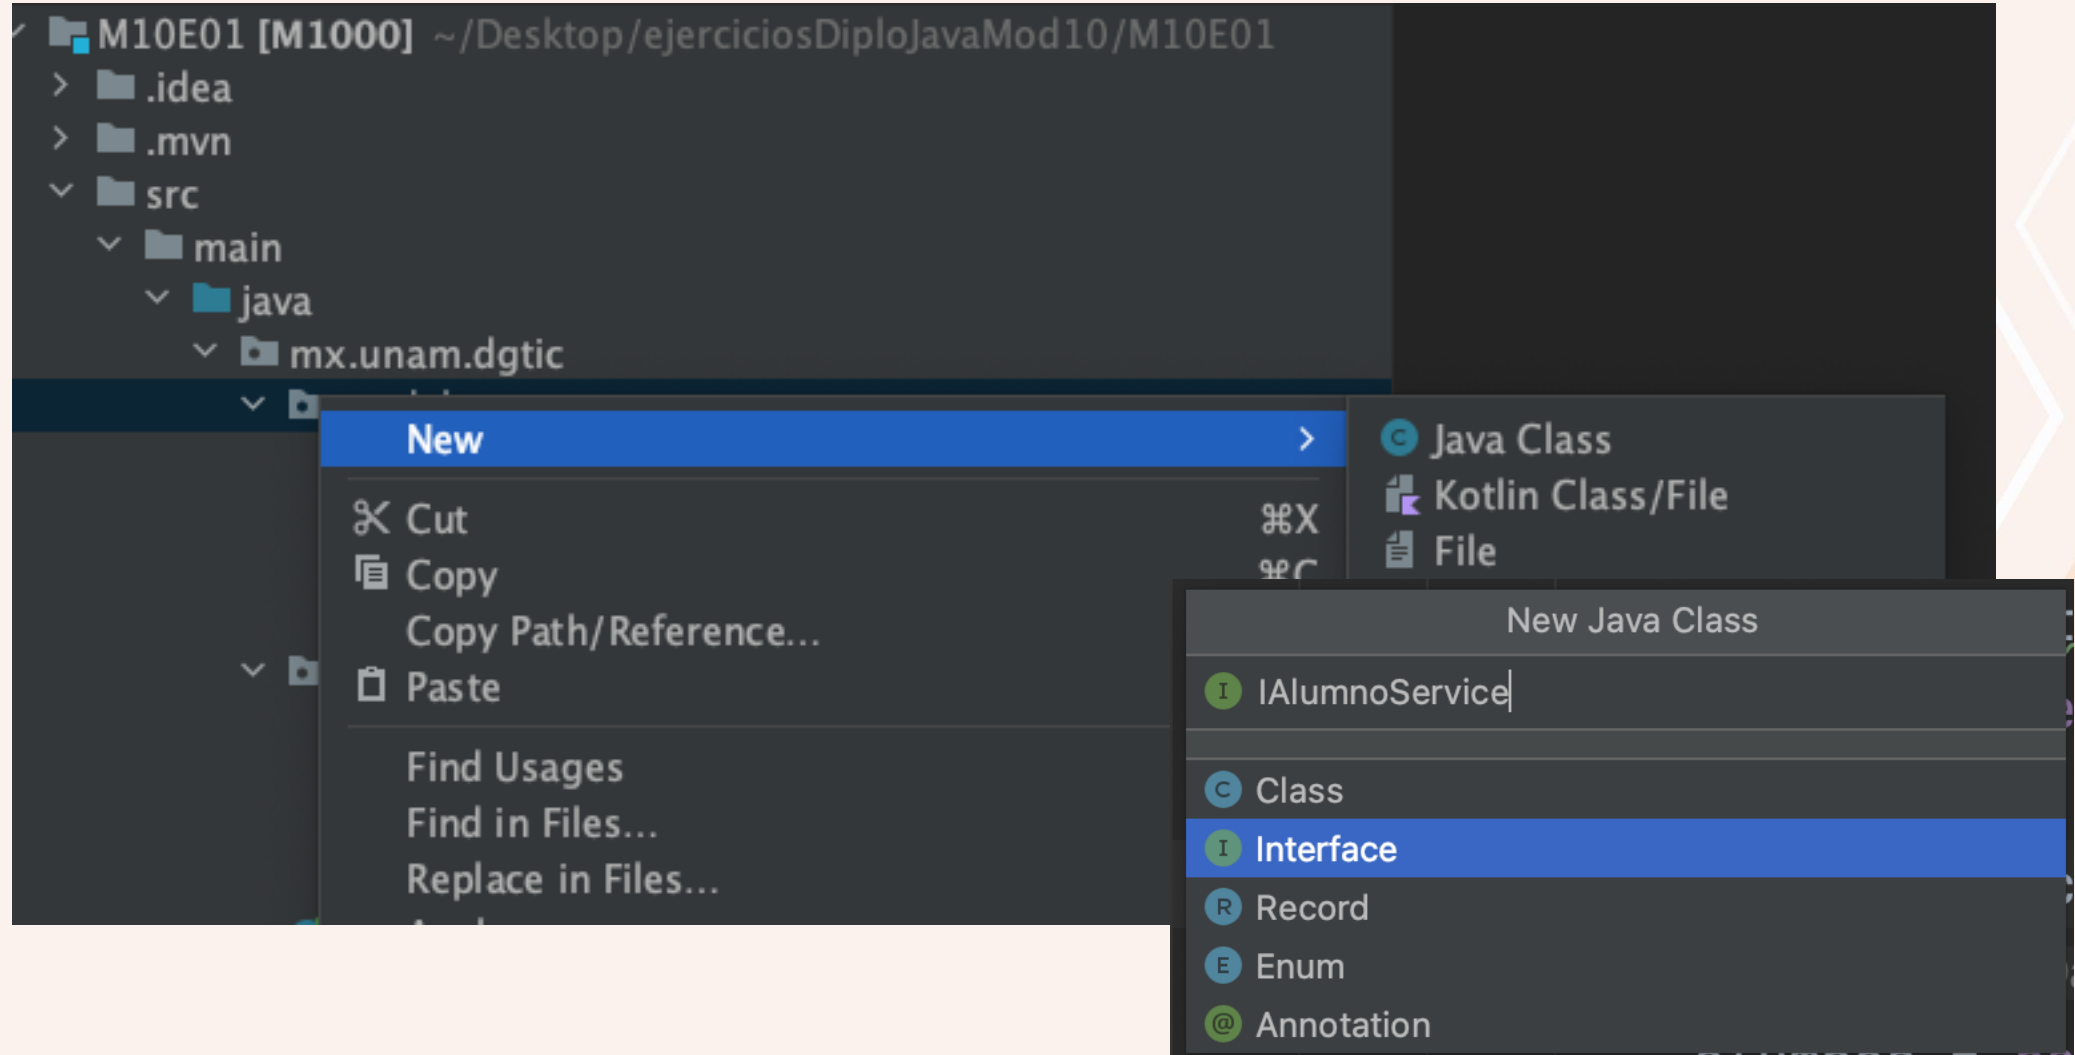 M10E01 [M1000] ~/Desktop/ejerciciosDiploJavaMod10/M10E01
.idea
.mvn
src
main
java
mx.unam.dgtic
New
Cut ⌘X
Copy ⌘C
Copy Path/Reference...
Paste
Find Usages
Find in Files...
Replace in Files...
Java Class
Kotlin Class/File
File
New Java Class
I IAlumnoService
C Class
I Interface
R Record
E Enum
@ Annotation